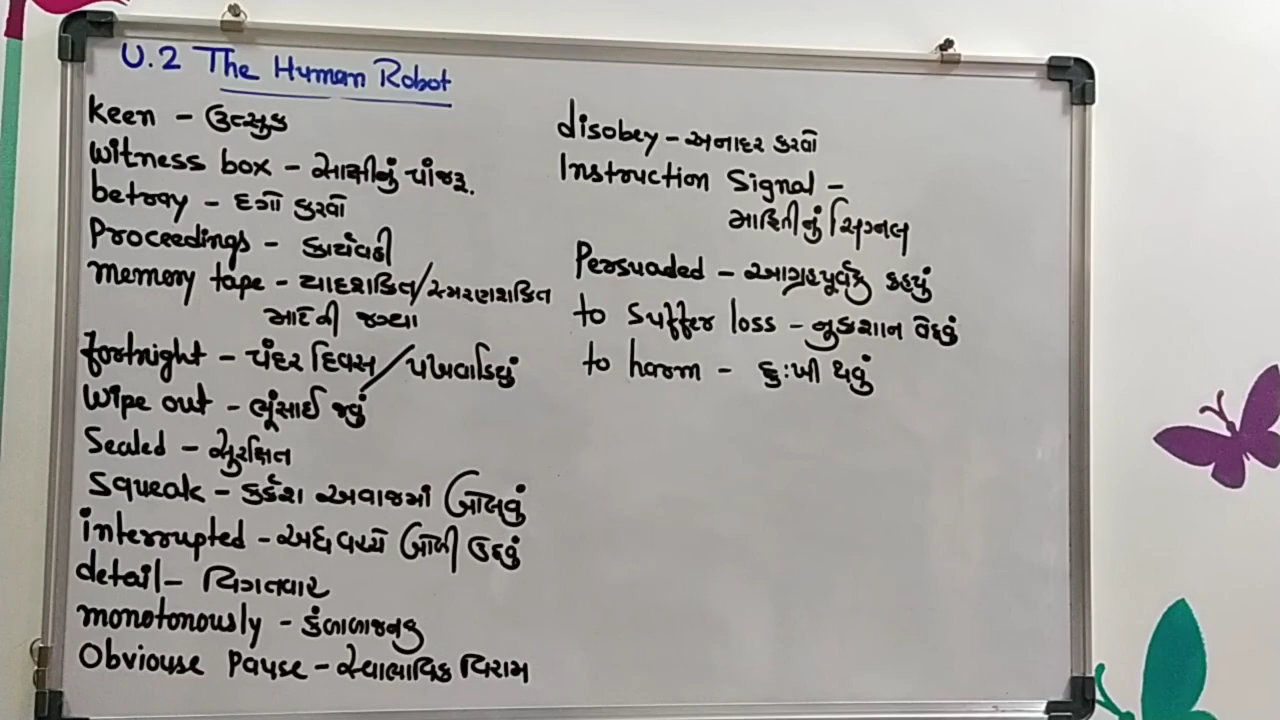 U.2 The Human Robot
keen - ઉત્સુક
witness box - સાક્ષીનું પાંજરૂ.
betray - દગો કરવો
Proceedings - કાર્યવહી
memory tape - યાદશકિત/સ્મરણશકિત
માટેની જગ્યા
fortnight - પંદર દિવસ / પખવાડિયું
Wipe out - ભૂંસાઈ જવું
Sealed - સુરક્ષિત
Squeak - કર્કશ અવાજમાં બોલવું
interrupted - અધવચ્ચે બોલી ઉઠવું
detail - વિગતવાર
monotonously - કંળાળાજનક
Obviouse Pause - સ્વાભાવિક વિરામ
disobey - અનાદર કરવો
Instruction Signal -
માહિતીનું સિગ્નલ
Persuaded - આગ્રહપૂર્વક કહયું
to Suffer loss - નુકશાન વેઠવું
to harm - દુ:ખી થવું